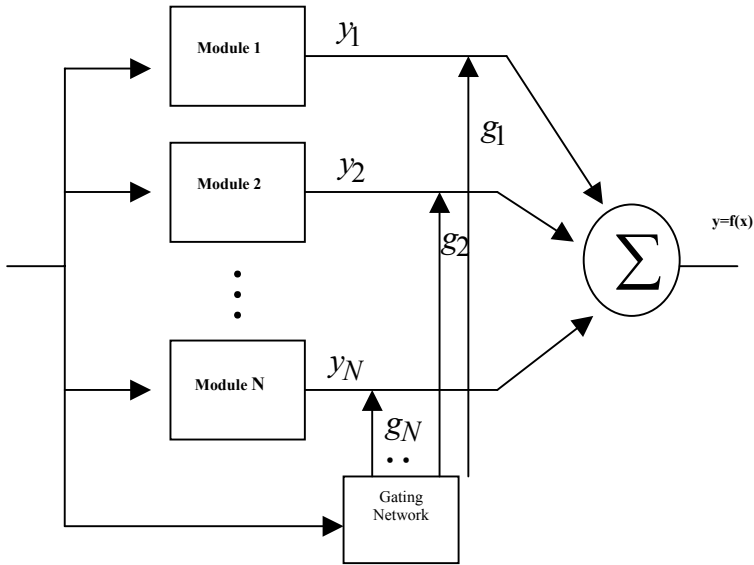 Module 1
y1
g1
Module 2
y2
g2
y=f(x)
Σ
Module N
yN
gN
Gating
Network